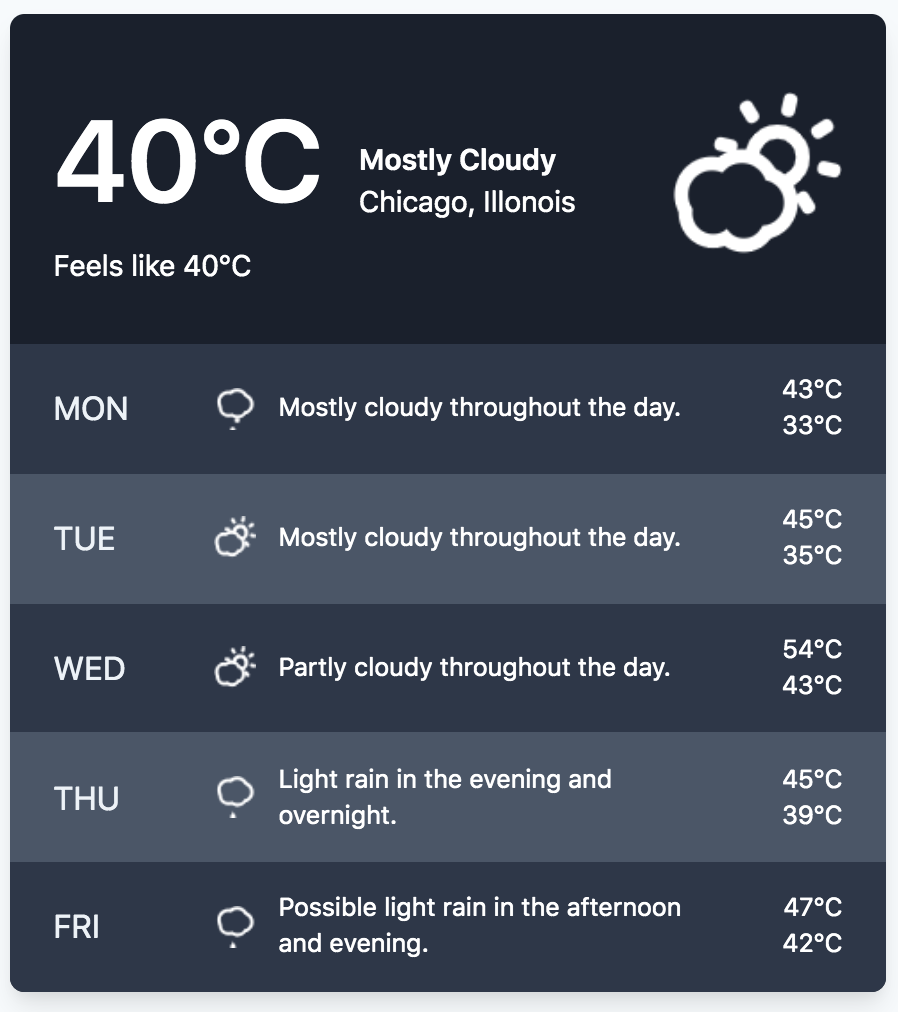 40°C
Mostly Cloudy
Chicago, Illonois
Feels like 40°C
MON
Mostly cloudy throughout the day.
43°C
33°C
TUE
Mostly cloudy throughout the day.
45°C
35°C
WED
Partly cloudy throughout the day.
54°C
43°C
THU
Light rain in the evening and
overnight.
45°C
39°C
FRI
Possible light rain in the afternoon
and evening.
47°C
42°C